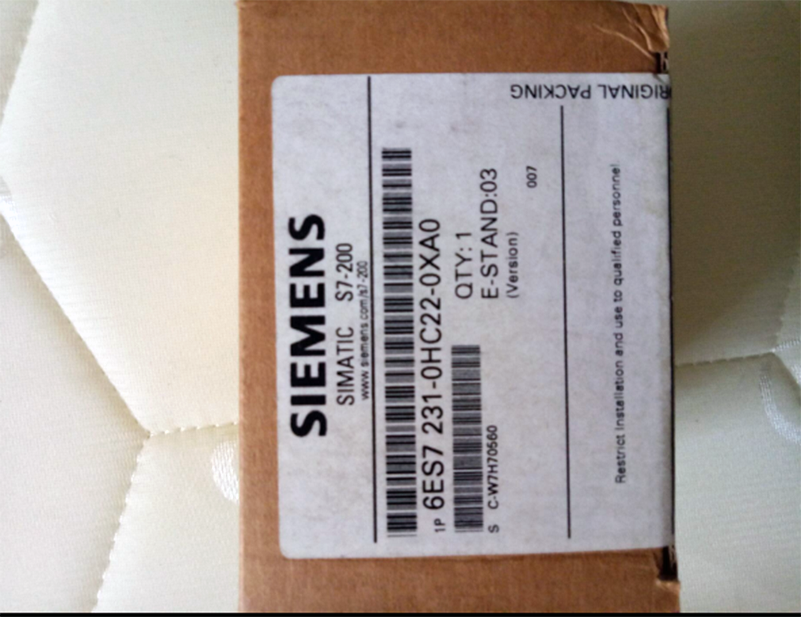 SIEMENS
SIMATIC S7-200
www.siemens.com/s7-200
1P 6ES7 231-0HC22-0XA0
QTY: 1
S C-W7H70560
E-STAND:03
(Version)
007
Restrict installation and use to qualified personnel
RIGINAL PACKING